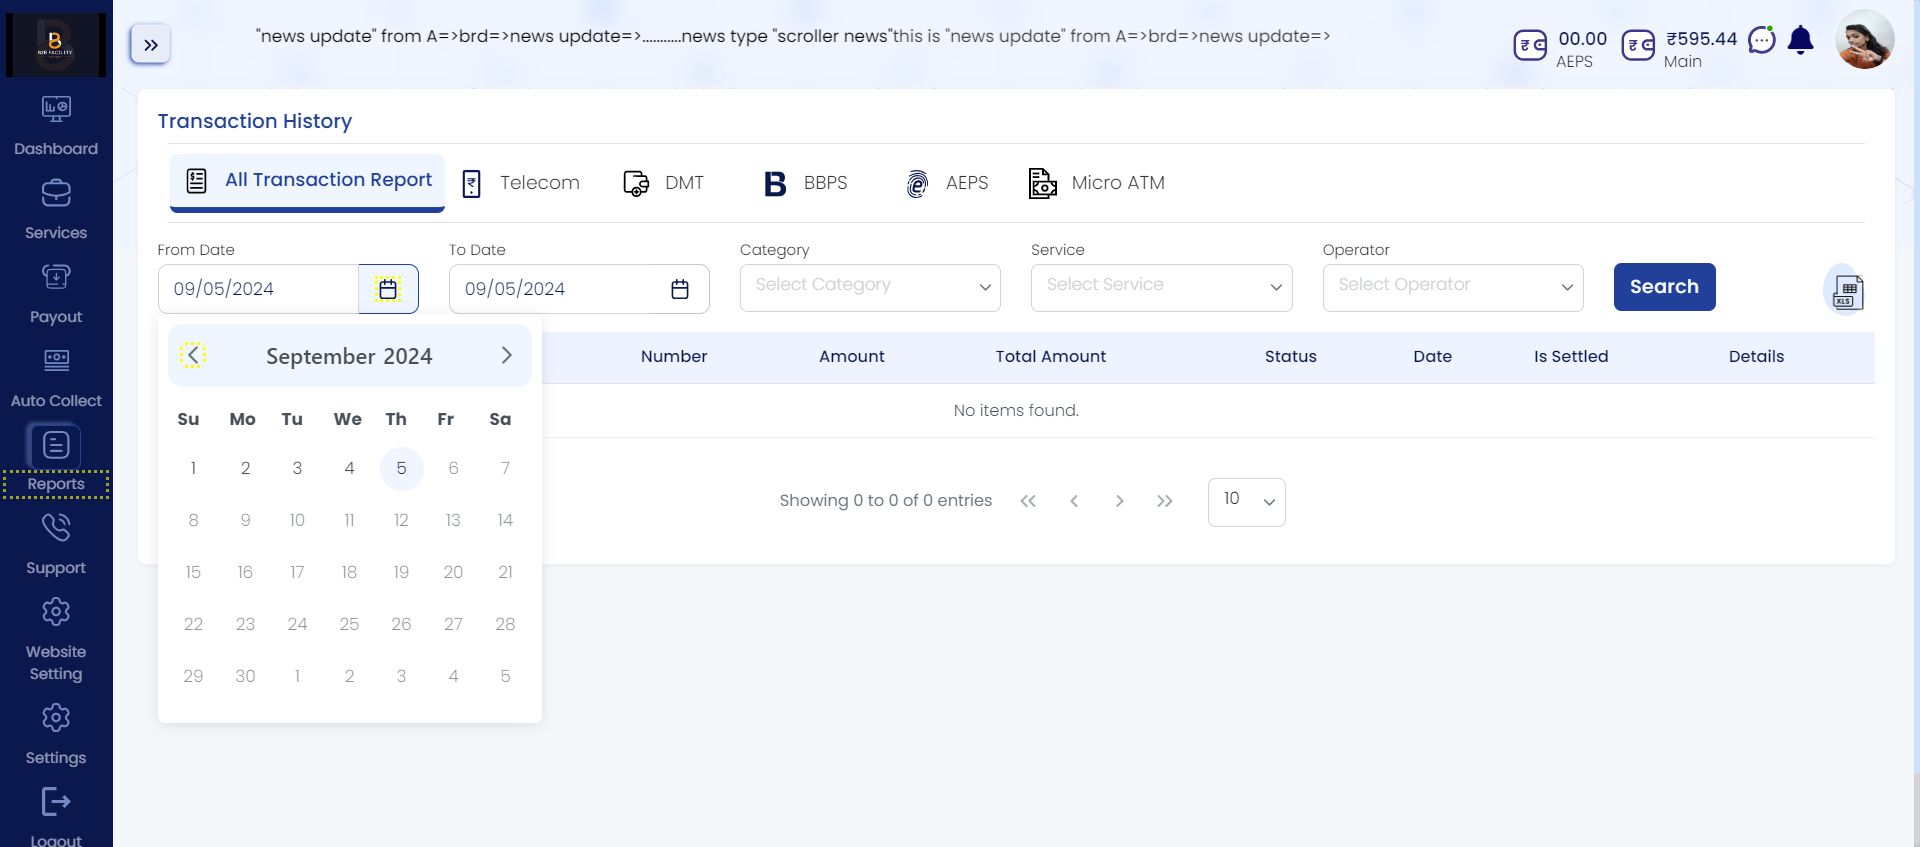 B2B FACILITY
"news update" from A=>brd=>news update=>...........news type "scroller news"this is "news update" from A=>brd=>news update=>
₹ 00.00
AEPS
₹ ₹595.44
Main
Dashboard
Services
Payout
Auto Collect
Reports
Support
Website
Setting
Settings
Logout
Transaction History
All Transaction Report
Telecom
DMT
BBPS
AEPS
Micro ATM
From Date
09/05/2024
To Date
09/05/2024
Category
Select Category
Service
Select Service
Operator
Select Operator
Search
XLS
September 2024
Su Mo Tu We Th Fr Sa
1 2 3 4 5 6 7
8 9 10 11 12 13 14
15 16 17 18 19 20 21
22 23 24 25 26 27 28
29 30 1 2 3 4 5
Number Amount Total Amount Status Date Is Settled Details
No items found.
Showing 0 to 0 of 0 entries
10